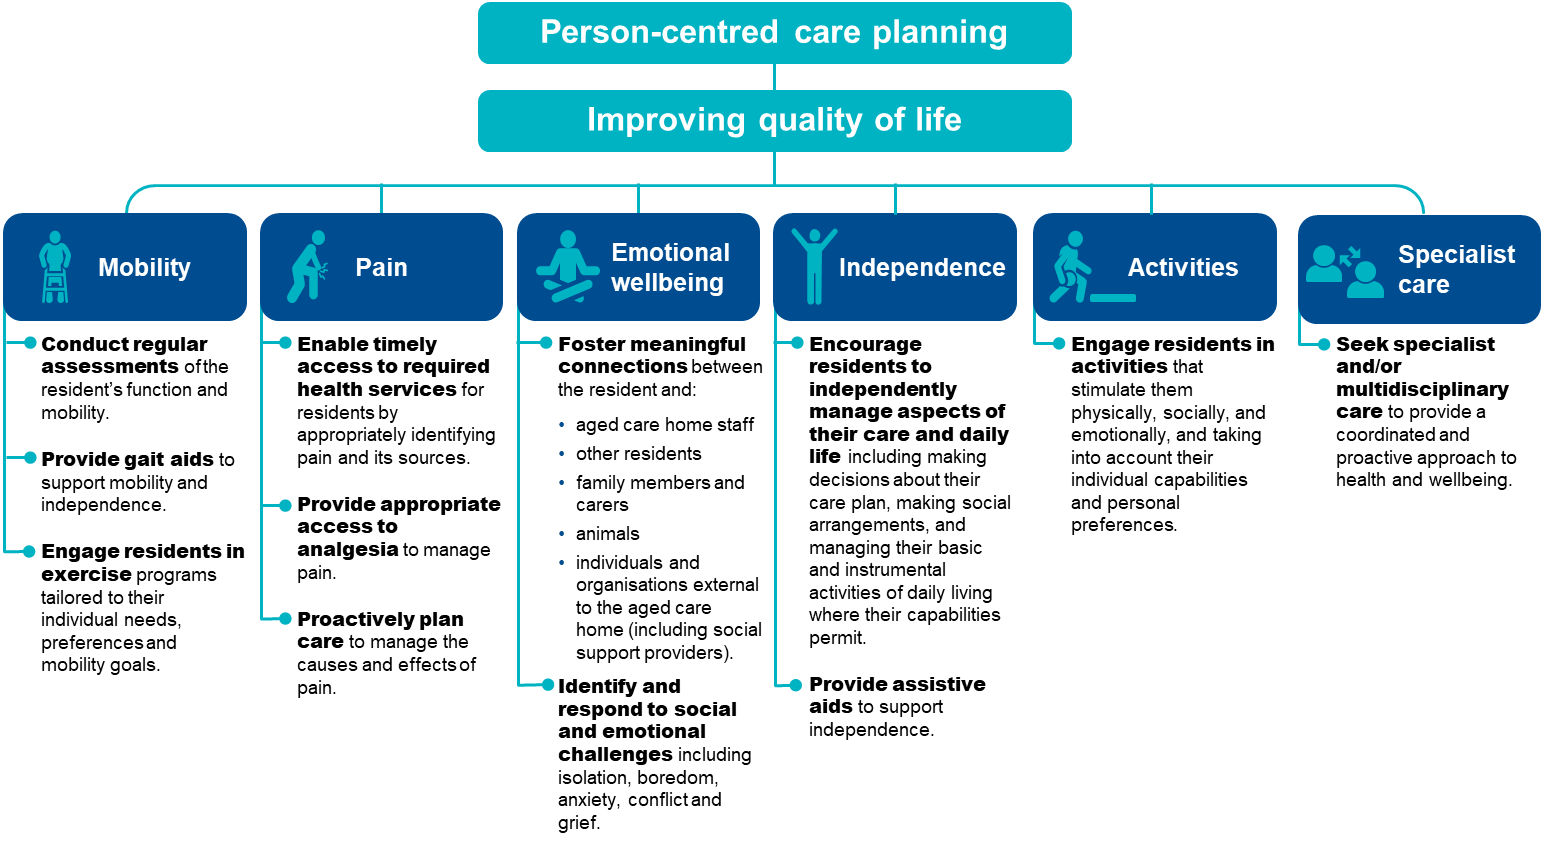 Person-centred care planning
Improving quality of life
Mobility
Conduct regular
assessments of the
resident's function and
mobility.
Provide gait aids to
support mobility and
independence.
Engage residents in
exercise programs
tailored to their
individual needs,
preferences and
mobility goals.
Pain
Enable timely
access to required
health services for
residents by
appropriately identifying
pain and its sources.
Provide appropriate
access to
analgesia to manage
pain.
Proactively plan
care to manage the
causes and effects of
pain.
Emotional
wellbeing
Foster meaningful
connections between
the resident and:
• aged care home staff
• other residents
• family members and
carers
• animals
• individuals and
organisations external
to the aged care
home (including social
support providers).
Identify and
respond to social
and emotional
challenges including
isolation, boredom,
anxiety, conflict and
grief.
Independence
Encourage
residents to
independently
manage aspects of
their care and daily
life including making
decisions about their
care plan, making social
arrangements, and
managing their basic
and instrumental
activities of daily living
where their capabilities
permit.
Provide assistive
aids to support
independence.
Activities
Engage residents in
activities that
stimulate them
physically, socially, and
emotionally, and taking
into account their
individual capabilities
and personal
preferences.
Specialist
care
Seek specialist
and/or
multidisciplinary
care to provide a
coordinated and
proactive approach to
health and wellbeing.